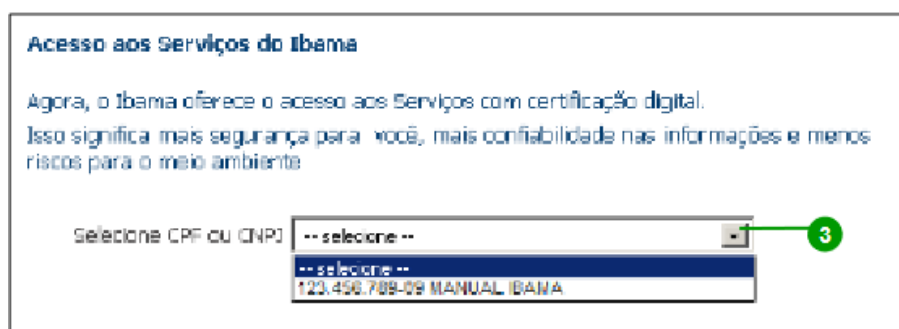 Acesso aos Serviços do Ibama
Agora, o Ibama oferece o acesso aos Serviços com certificação digital.
Isso significa mais segurança para você, mais confiabilidade nas informações e menos
riscos para o meio ambiente
Selecione CPF ou CNPJ -- selecione -- 3
-- selecione --
123.456.789-09 MANUAL IBAMA